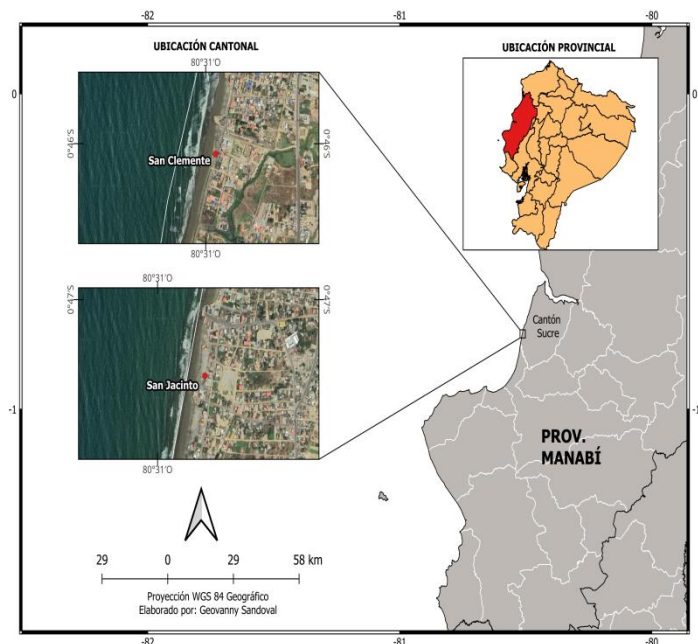 -82
-81
-80
UBICACIÓN CANTONAL
80°31'O
0°46'S
San Clemente
0°46'S
80°31'O
80°31'O
0°47'S
San Jacinto
0°47'S
80°31'O
UBICACIÓN PROVINCIAL
0
0
Cantón
Sucre
-1
-1
PROV.
MANABÍ
29
0
29
58 km
Proyección WGS 84 Geográfico
Elaborado por: Geovanny Sandoval
-82
-81
-80